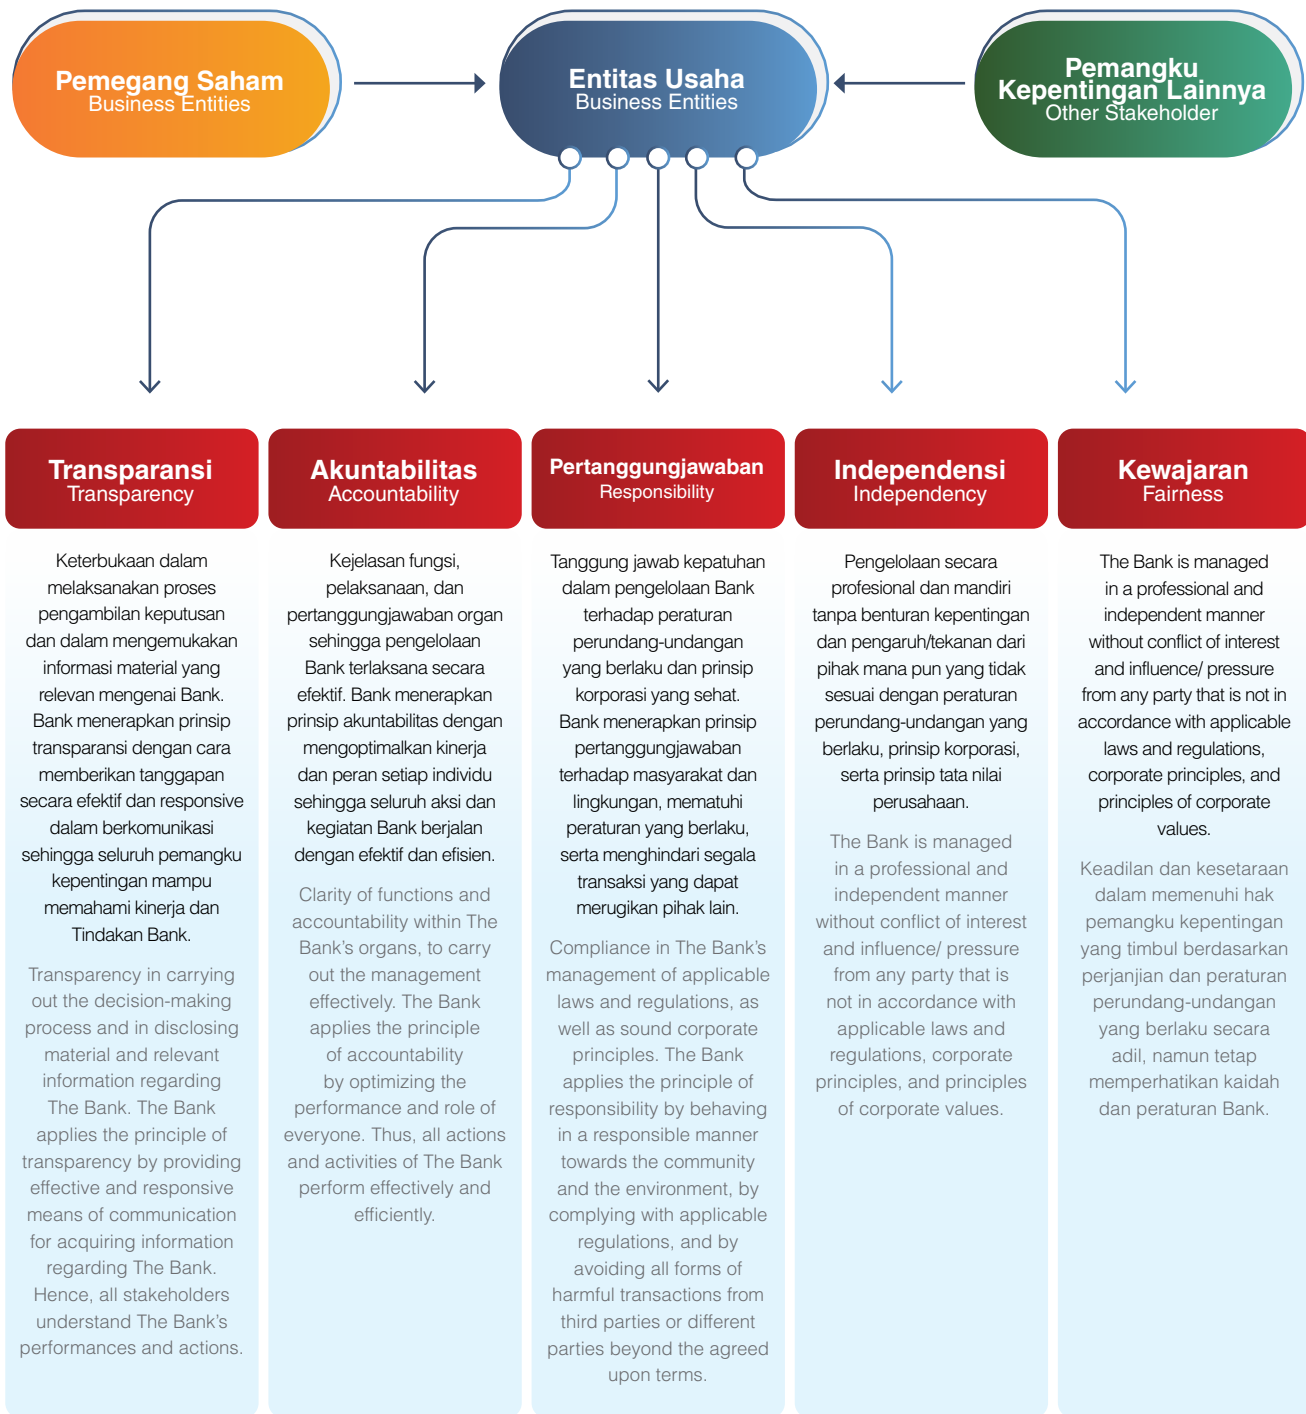 Pemegang Saham
Business Entities
Entitas Usaha
Business Entities
Pemangku
Kepentingan Lainnya
Other Stakeholder
Transparansi
Transparency
Keterbukaan dalam
melaksanakan proses
pengambilan keputusan
dan dalam mengemukakan
informasi material yang
relevan mengenai Bank.
Bank menerapkan prinsip
transparansi dengan cara
memberikan tanggapan
secara efektif dan responsive
dalam berkomunikasi
sehingga seluruh pemangku
kepentingan mampu
memahami kinerja dan
Tindakan Bank.
Transparency in carrying
out the decision-making
process and in disclosing
material and relevant
information regarding
The Bank. The Bank
applies the principle of
transparency by providing
effective and responsive
means of communication
for acquiring information
regarding The Bank.
Hence, all stakeholders
understand The Bank's
performances and actions.
Akuntabilitas
Accountability
Kejelasan fungsi,
pelaksanaan, dan
pertanggungjawaban organ
sehingga pengelolaan
Bank terlaksana secara
efektif. Bank menerapkan
prinsip akuntabilitas dengan
mengoptimalkan kinerja
dan peran setiap individu
sehingga seluruh aksi dan
kegiatan Bank berjalan
dengan efektif dan efisien.
Clarity of functions and
accountability within The
Bank's organs, to carry
out the management
effectively. The Bank
applies the principle
of accountability
by optimizing the
performance and role of
everyone. Thus, all actions
and activities of The Bank
perform effectively and
efficiently.
Pertanggungjawaban
Responsibility
Tanggung jawab kepatuhan
dalam pengelolaan Bank
terhadap peraturan
perundang-undangan
yang berlaku dan prinsip
korporasi yang sehat.
Bank menerapkan prinsip
pertanggungjawaban
terhadap masyarakat dan
lingkungan, mematuhi
peraturan yang berlaku,
serta menghindari segala
transaksi yang dapat
merugikan pihak lain.
Compliance in The Bank's
management of applicable
laws and regulations, as
well as sound corporate
principles. The Bank
applies the principle of
responsibility by behaving
in a responsible manner
towards the community
and the environment, by
complying with applicable
regulations, and by
avoiding all forms of
harmful transactions from
third parties or different
parties beyond the agreed
upon terms.
Independensi
Independency
Pengelolaan secara
profesional dan mandiri
tanpa benturan kepentingan
dan pengaruh/tekanan dari
pihak mana pun yang tidak
sesuai dengan peraturan
perundang-undangan yang
berlaku, prinsip korporasi,
serta prinsip tata nilai
perusahaan.
The Bank is managed
in a professional and
independent manner
without conflict of interest
and influence/ pressure
from any party that is
not in accordance with
applicable laws and
regulations, corporate
principles, and principles
of corporate values.
Kewajaran
Fairness
The Bank is managed
in a professional and
independent manner
without conflict of interest
and influence/ pressure
from any party that is not in
accordance with applicable
laws and regulations,
corporate principles, and
principles of corporate
values.
Keadilan dan kesetaraan
dalam memenuhi hak
pemangku kepentingan
yang timbul berdasarkan
perjanjian dan peraturan
perundang-undangan
yang berlaku secara
adil, namun tetap
memperhatikan kaidah
dan peraturan Bank.